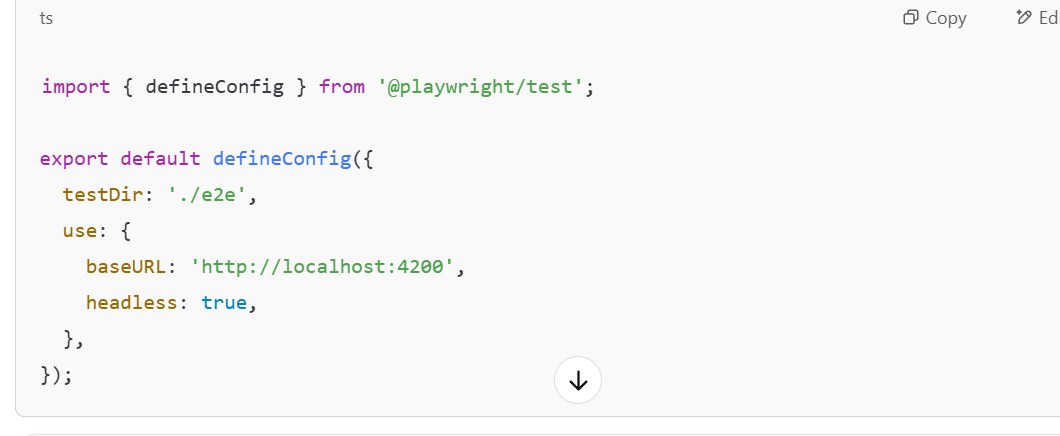 ts
Copy
Ed
import { defineConfig } from '@playwright/test';
export default defineConfig({
  testDir: './e2e',
  use: {
    baseURL: 'http://localhost:4200',
    headless: true,
  },
});